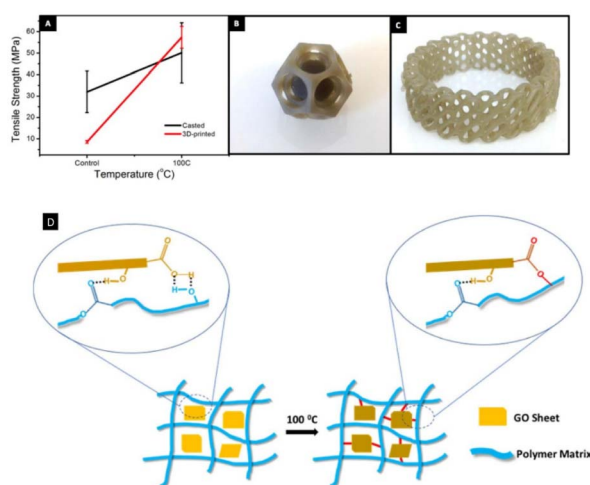 A
Tensile Strength (MPa)
60
50
40
30
20
10
Casted
3D-printed
Control
100C
Temperature (°C)
B
C
D
O
O
H
H
O
O
H
O
H
O
O
O
O
O
H
O
O
O
100 ⁰C
GO Sheet
Polymer Matrix